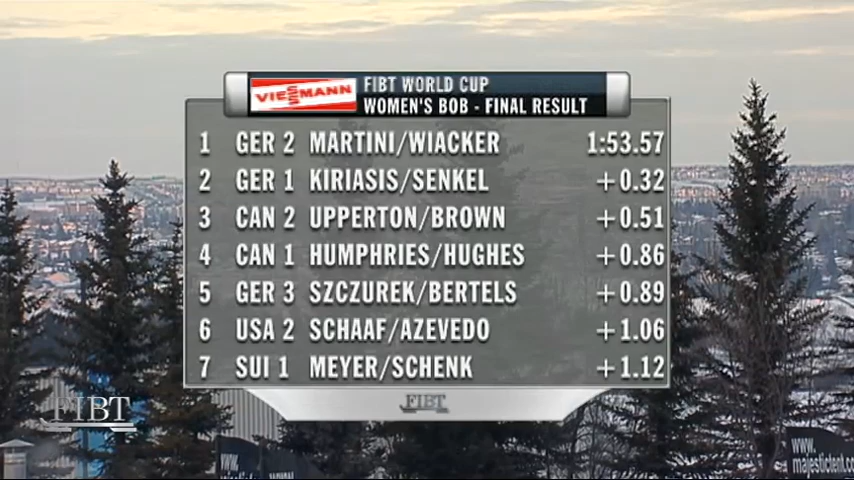 VIESSMANN
FIBT WORLD CUP
WOMEN'S BOB - FINAL RESULT
1 GER 2 MARTINI/WIACKER 1:53.57
2 GER 1 KIRIASIS/SENKEL +0.32
3 CAN 2 UPPERTON/BROWN +0.51
4 CAN 1 HUMPHRIES/HUGHES +0.86
5 GER 3 SZCZUREK/BERTELS +0.89
6 USA 2 SCHAAF/AZEVEDO +1.06
7 SUI 1 MEYER/SCHENK +1.12
FIBT
FIBT
www.
www.
majestictent.co